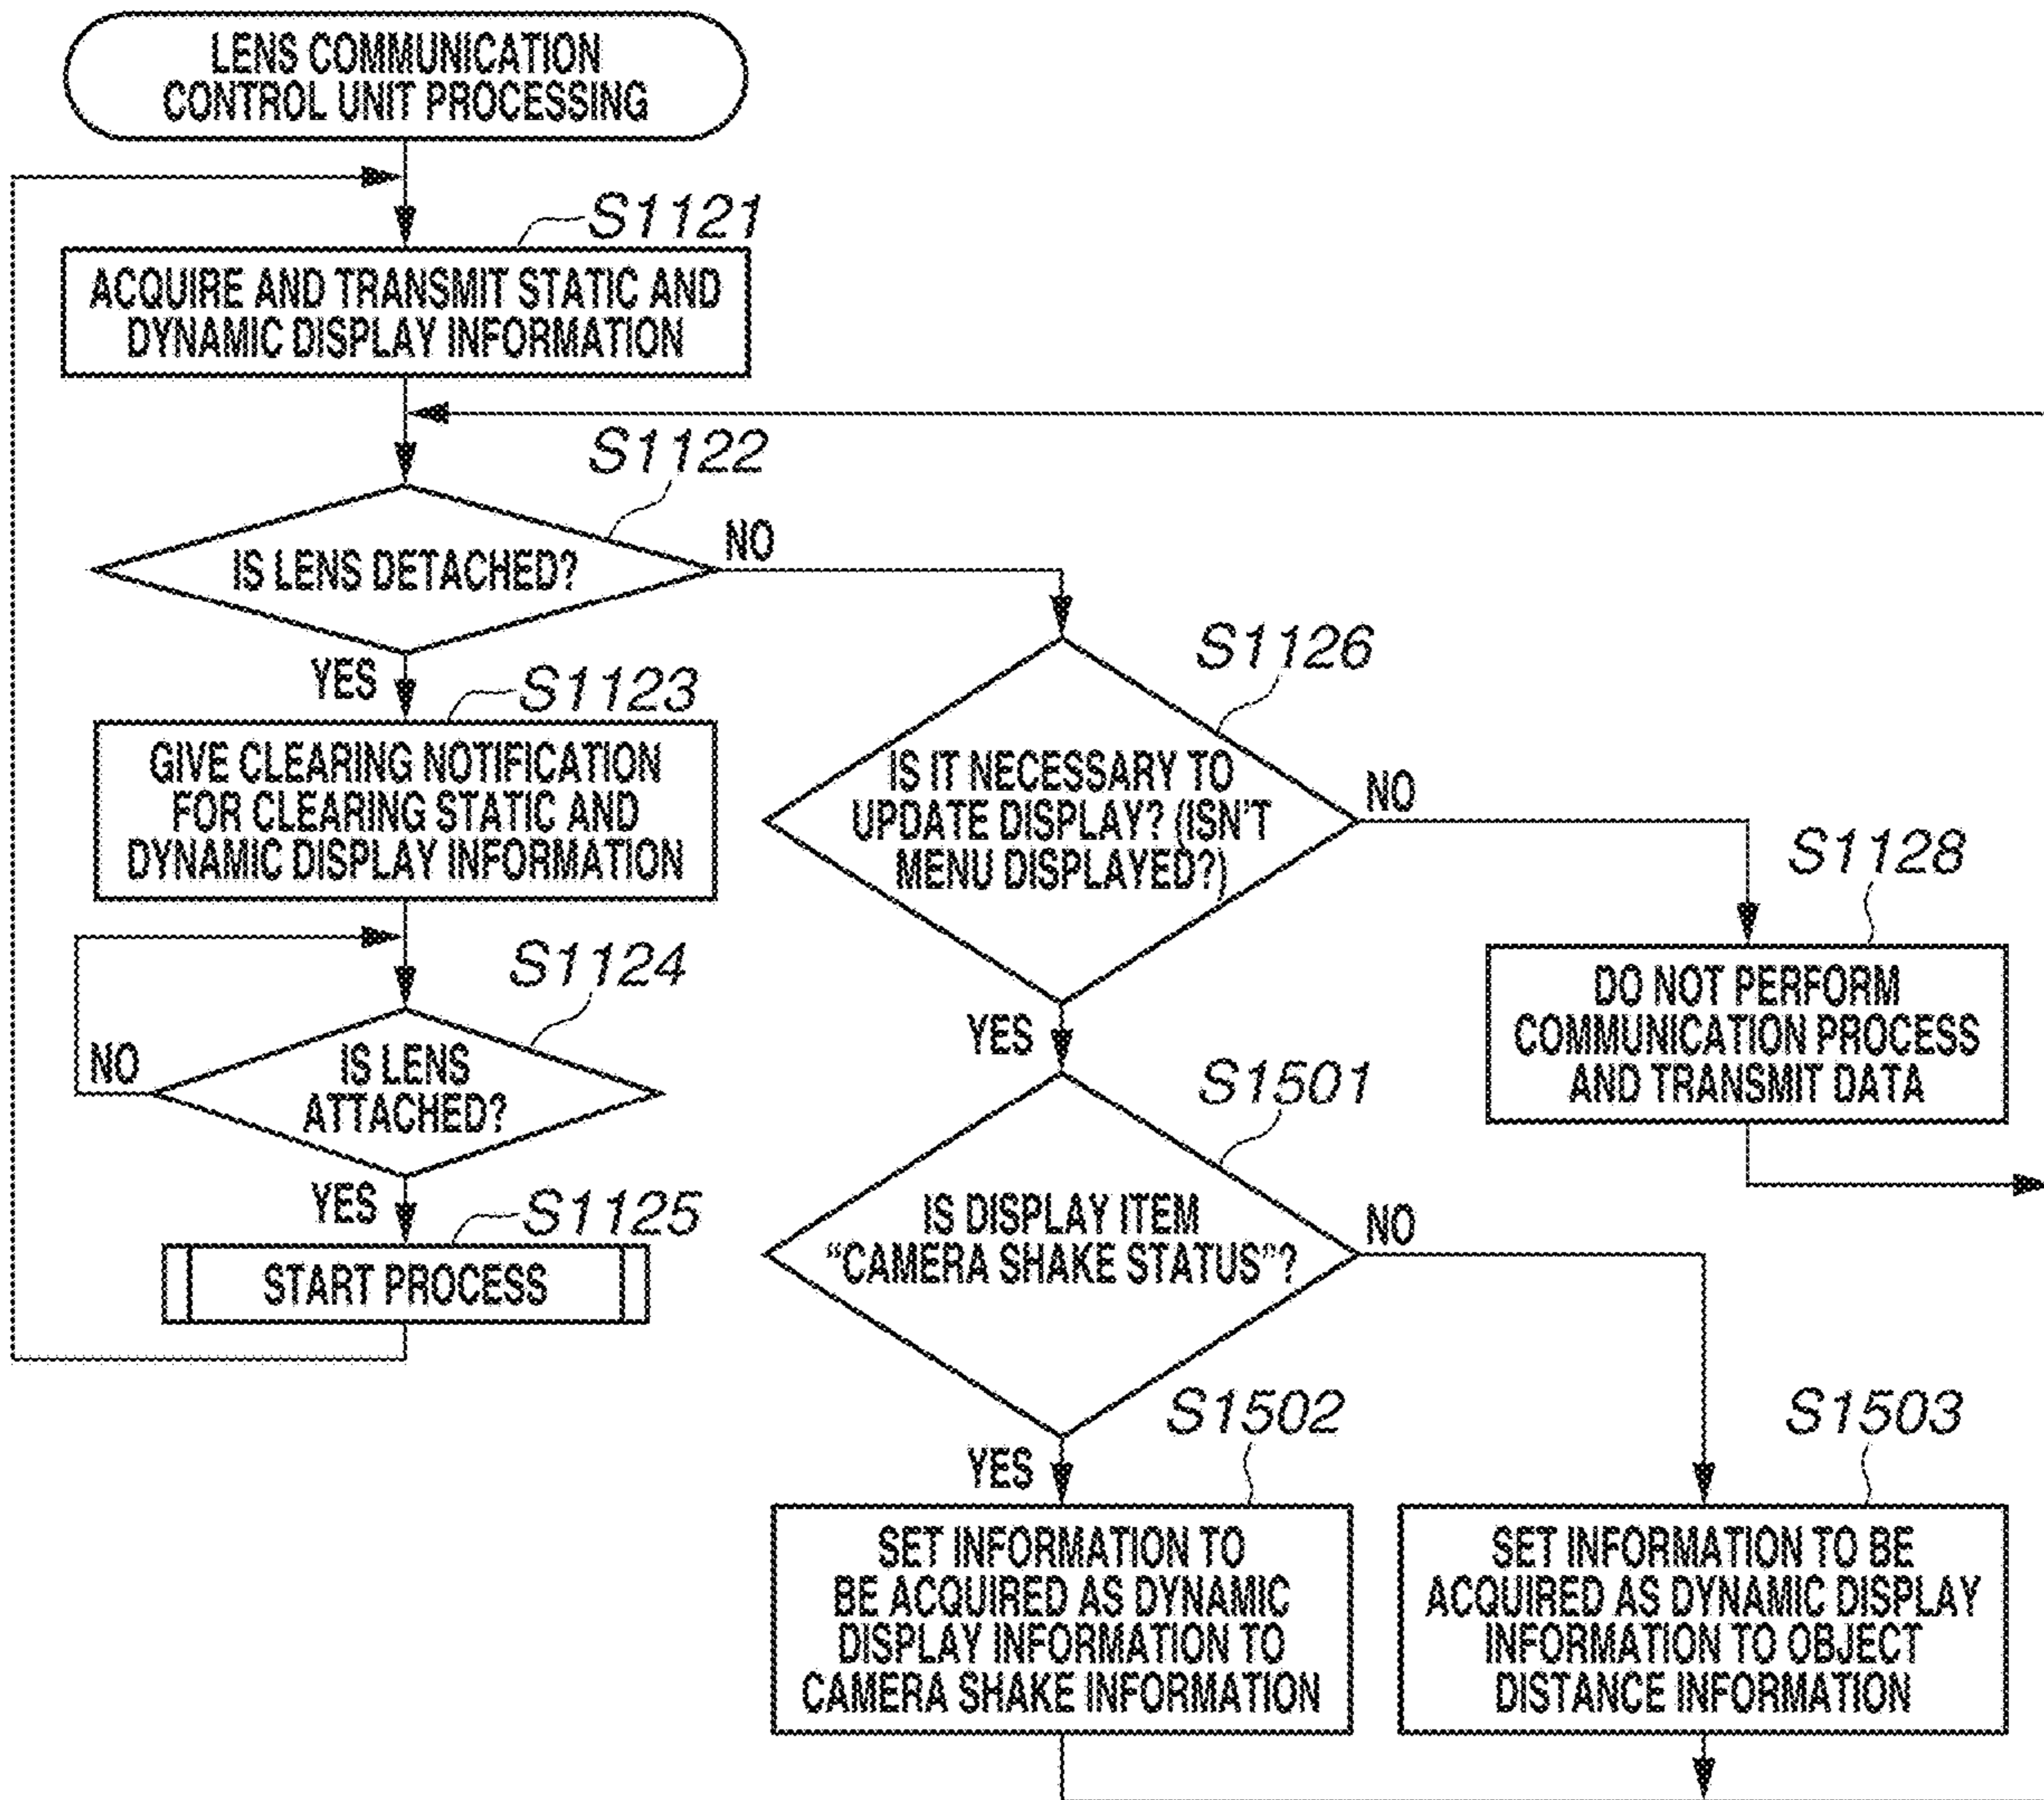 LENS COMMUNICATION
CONTROL UNIT PROCESSING
S1121
ACQUIRE AND TRANSMIT STATIC AND
DYNAMIC DISPLAY INFORMATION
S1122
IS LENS DETACHED?
NO
YES
S1123
GIVE CLEARING NOTIFICATION
FOR CLEARING STATIC AND
DYNAMIC DISPLAY INFORMATION
S1124
IS LENS
ATTACHED?
NO
YES
S1125
START PROCESS
S1126
IS IT NECESSARY TO
UPDATE DISPLAY? (ISN'T
MENU DISPLAYED?)
NO
YES
S1128
DO NOT PERFORM
COMMUNICATION PROCESS
AND TRANSMIT DATA
S1501
IS DISPLAY ITEM
“CAMERA SHAKE STATUS”?
NO
YES
S1502
SET INFORMATION TO
BE ACQUIRED AS DYNAMIC
DISPLAY INFORMATION TO
CAMERA SHAKE INFORMATION
S1503
SET INFORMATION TO BE
ACQUIRED AS DYNAMIC DISPLAY
INFORMATION TO OBJECT
DISTANCE INFORMATION